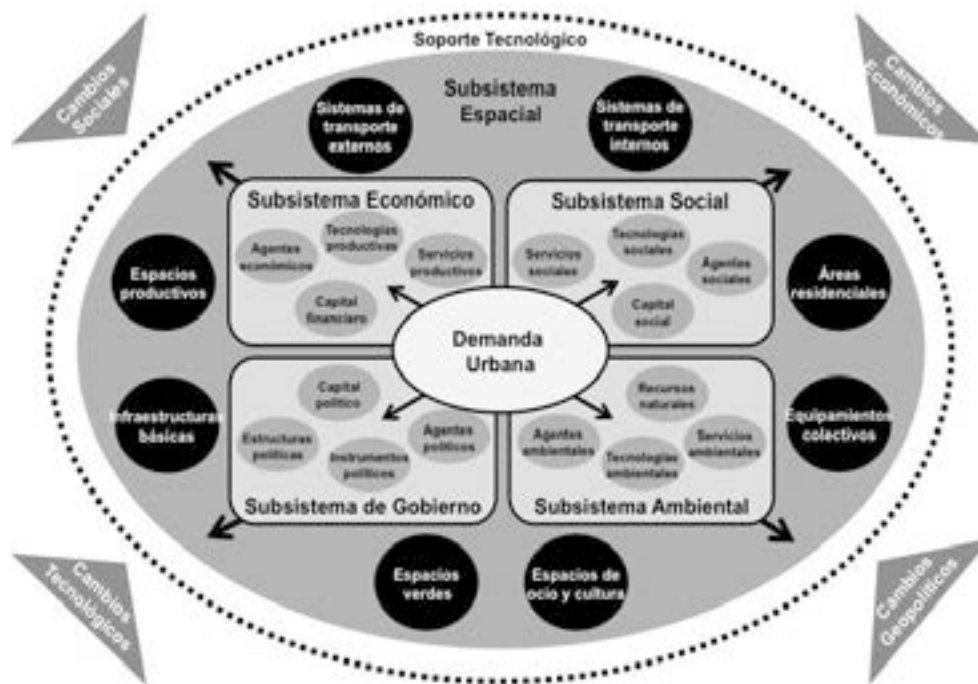 Soporte Tecnológico
Cambios
Sociales
Cambios
Económicos
Subsistema
Espacial
Sistemas de
transporte
externos
Sistemas de
transporte
internos
Subsistema Económico
Tecnologías
productivas
Agentes
económicos
Servicios
productivos
Capital
financiero
Subsistema Social
Tecnologías
sociales
Servicios
sociales
Agentes
sociales
Capital
social
Espacios
productivos
Áreas
residenciales
Demanda
Urbana
Infraestructuras
básicas
Equipamientos
colectivos
Capital
político
Agentes
políticos
Estructuras
políticas
Instrumentos
políticos
Subsistema de Gobierno
Recursos
naturales
Agentes
ambientales
Servicios
ambientales
Tecnologías
ambientales
Subsistema Ambiental
Espacios
verdes
Espacios de
ocio y cultura
Cambios
Tecnológicos
Cambios
Geopolíticos